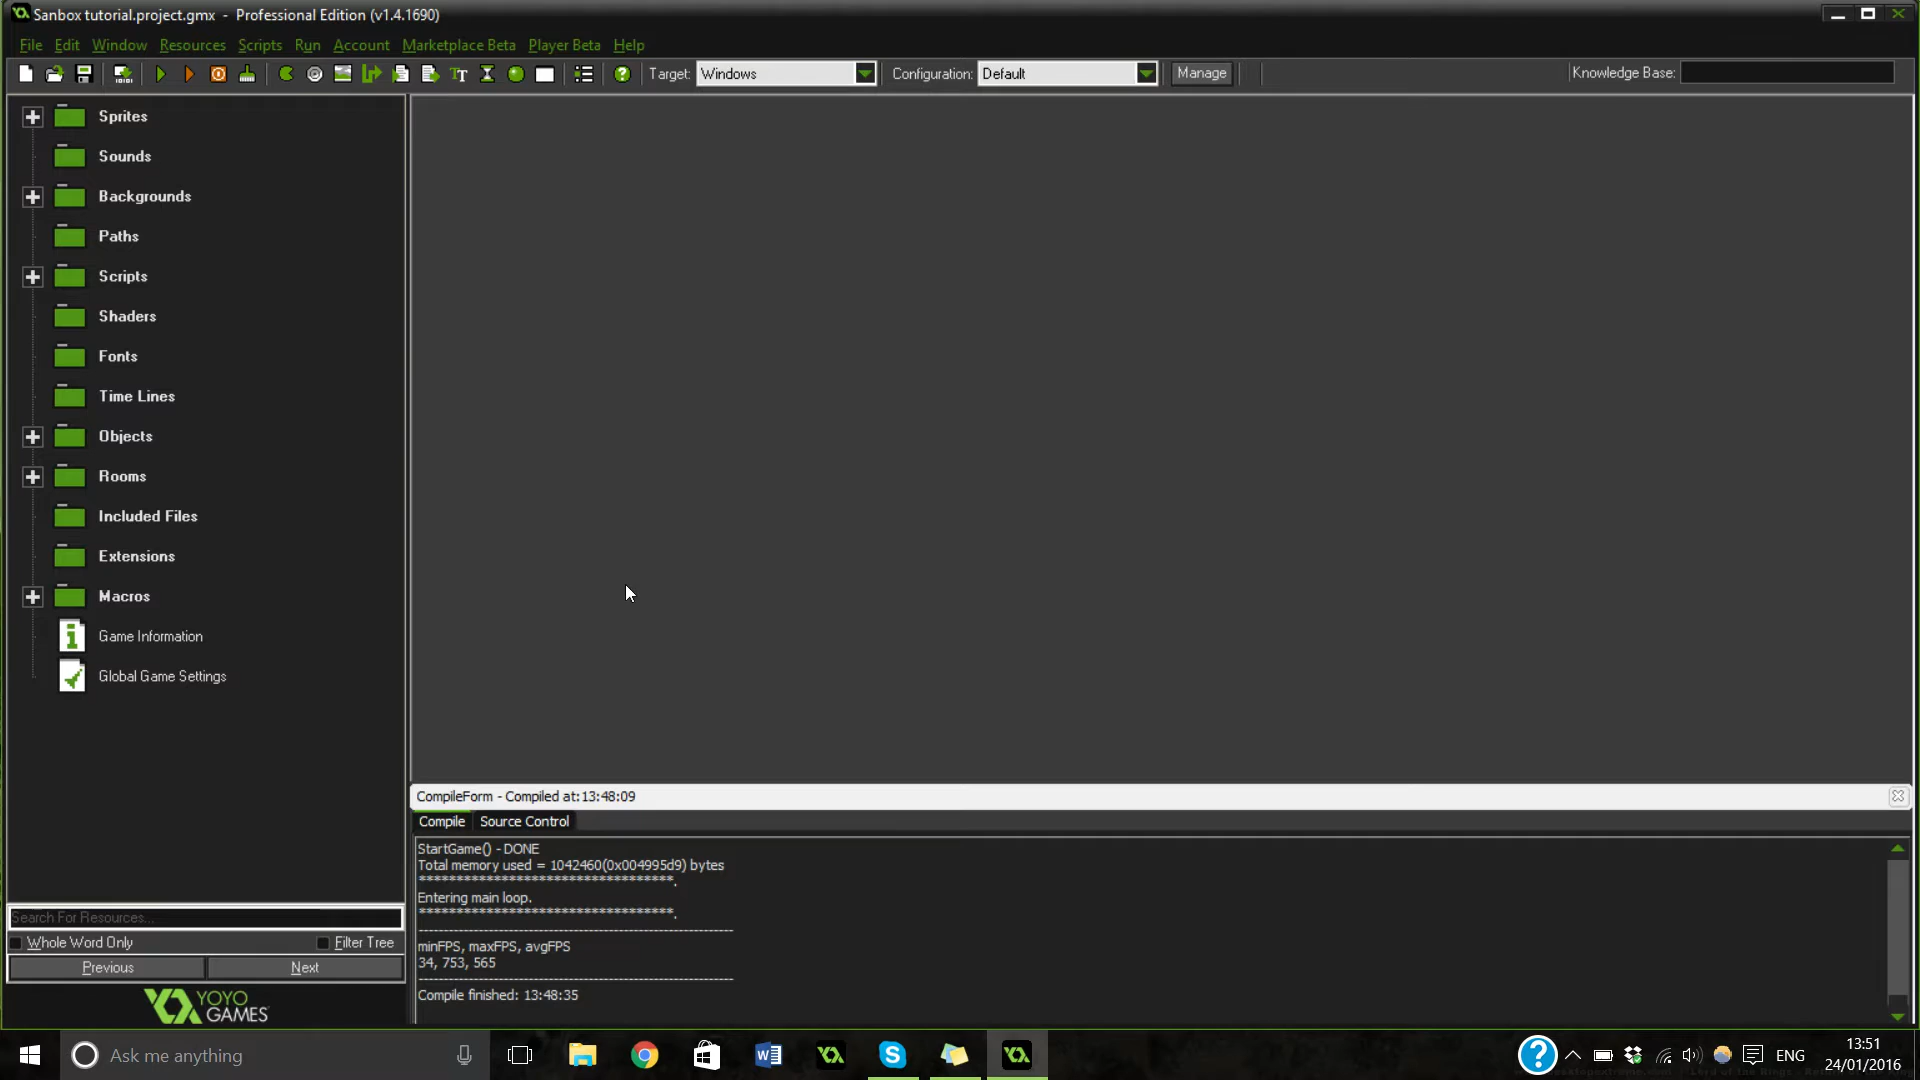 Sanbox tutorial.project.gmx - Professional Edition (v1.4.1690)
File Edit Window Resources Scripts Run Account Marketplace Beta Player Beta Help
Target: Windows Configuration: Default Manage Knowledge Base:
Sprites
Sounds
Backgrounds
Paths
Scripts
Shaders
Fonts
Time Lines
Objects
Rooms
Included Files
Extensions
Macros
Game Information
Global Game Settings
Search For Resources...
Whole Word Only Filter Tree
Previous Next
YOYO
GAMES
CompileForm - Compiled at:13:48:09
Compile Source Control
StartGame() - DONE
Total memory used = 1042460(0x004995d9) bytes
**********************************.
Entering main loop.
**********************************.
----------------------------------------------------------------
minFPS, maxFPS, avgFPS
34, 753, 565
----------------------------------------------------------------
Compile finished: 13:48:35
Ask me anything
ENG
13:51
24/01/2016